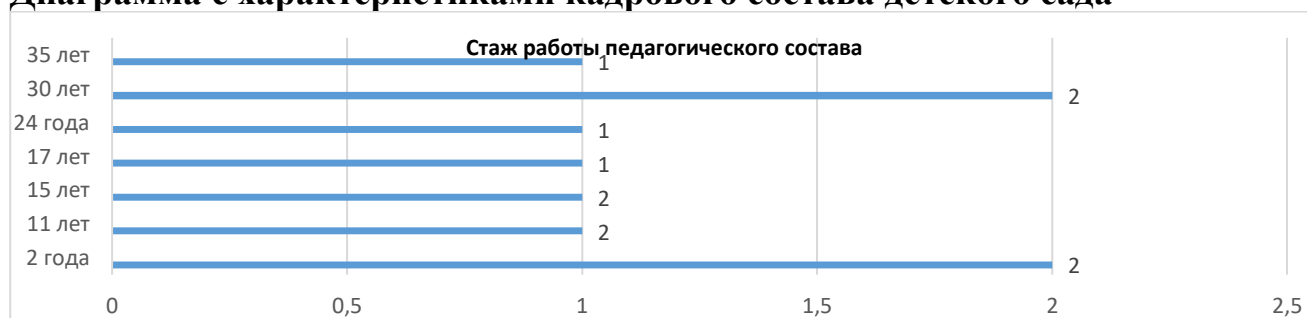 Диаграмма с характеристиками кадрового состава детского сада
Стаж работы педагогического состава
35 лет 1
30 лет 2
24 года 1
17 лет 1
15 лет 2
11 лет 2
2 года 2
0 0,5 1 1,5 2 2,5